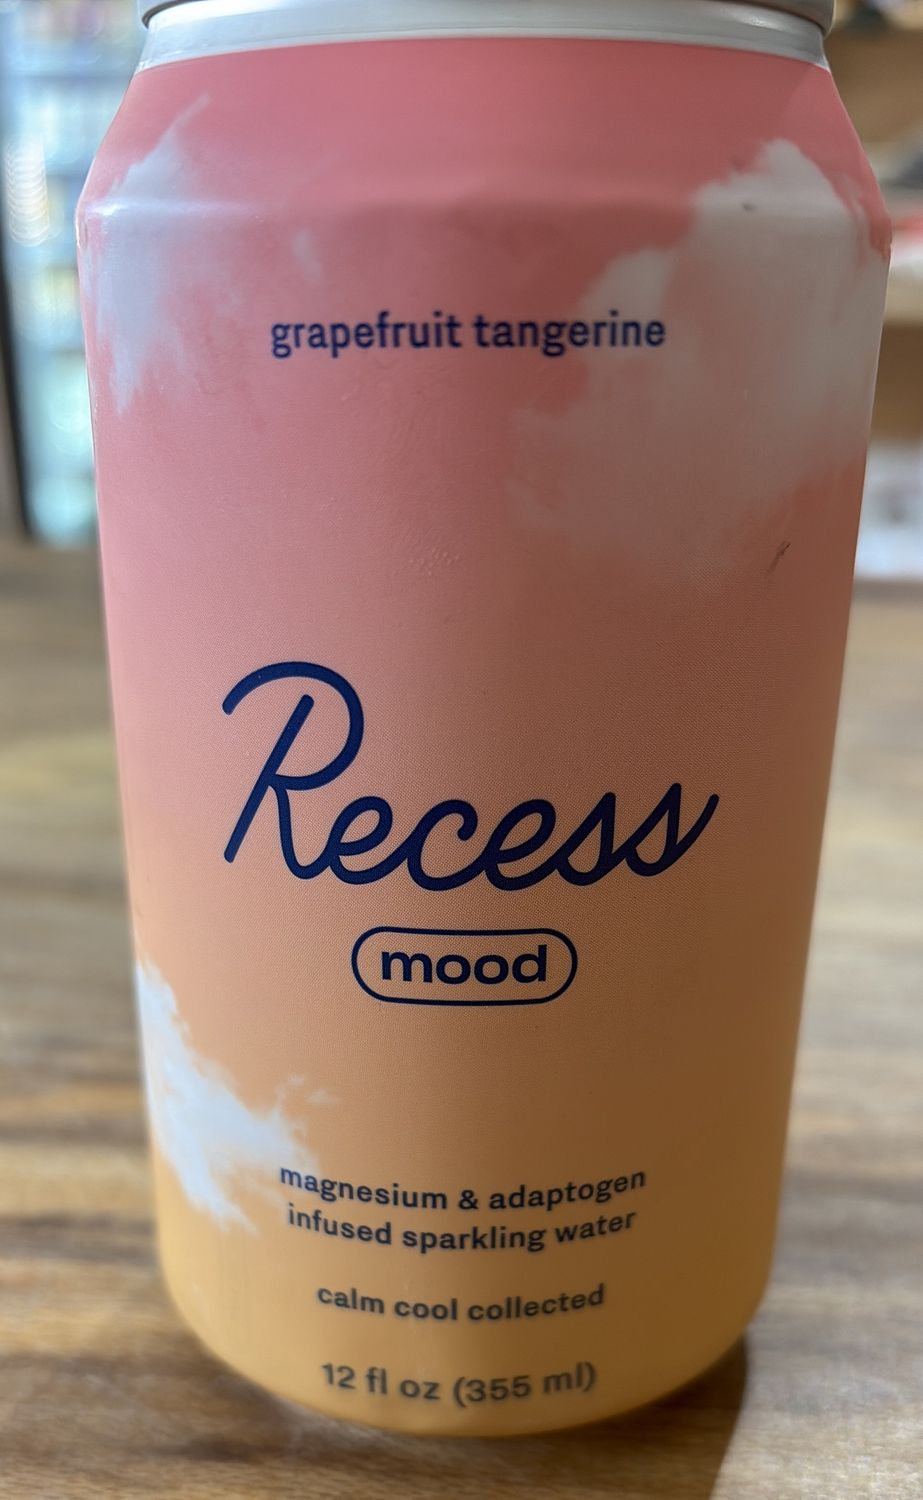 grapefruit tangerine
Recess
mood
magnesium & adaptogen
infused sparkling water
calm cool collected
12 fl oz (355 ml)